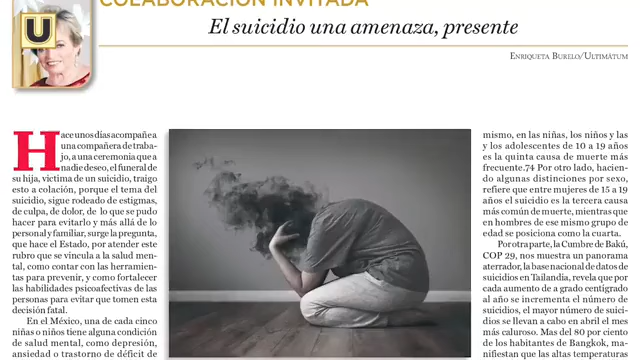 COLABORACIÓN INVITADA
El suicidio una amenaza, presente
ENRIQUETA BURELO/ULTIMÁTUM
U
Hace unos días acompañe a
una compañera de traba-
jo, a una ceremonia que a
nadie deseo, el funeral de
su hija, victima de un suicidio, traigo
esto a colación, porque el tema del
suicidio, sigue rodeado de estigmas,
de culpa, de dolor, de lo que se pudo
hacer para evitarlo y más allá de lo
personal y familiar, surge la pregunta,
que hace el Estado, por atender este
rubro que se vincula a la salud men-
tal, como contar con las herramien-
tas para prevenir, y como fortalecer
las habilidades psicoafectivas de las
personas para evitar que tomen esta
decisión fatal.
En el México, una de cada cinco
niñas o niños tiene alguna condición
de salud mental, como depresión,
ansiedad o trastorno de déficit de
mismo, en las niñas, los niños y las
y los adolescentes de 10 a 19 años
es la quinta causa de muerte más
frecuente.74 Por otro lado, hacien-
do algunas distinciones por sexo,
refiere que entre mujeres de 15 a 19
años el suicidio es la tercera causa
más común de muerte, mientras que
en hombres de ese mismo grupo de
edad se posiciona como la cuarta.
Por otra parte, la Cumbre de Bakú,
COP 29, nos muestra un panorama
aterrador, la base nacional de datos de
suicidios en Tailandia, revela que por
cada aumento de a grado centígrado
al año se incrementa el número de
suicidios, el mayor número de suici-
dios se llevan a cabo en abril el mes
más caluroso. Mas del 80 por ciento
de los habitantes de Bangkok, ma-
nifiestan que las altas temperaturas